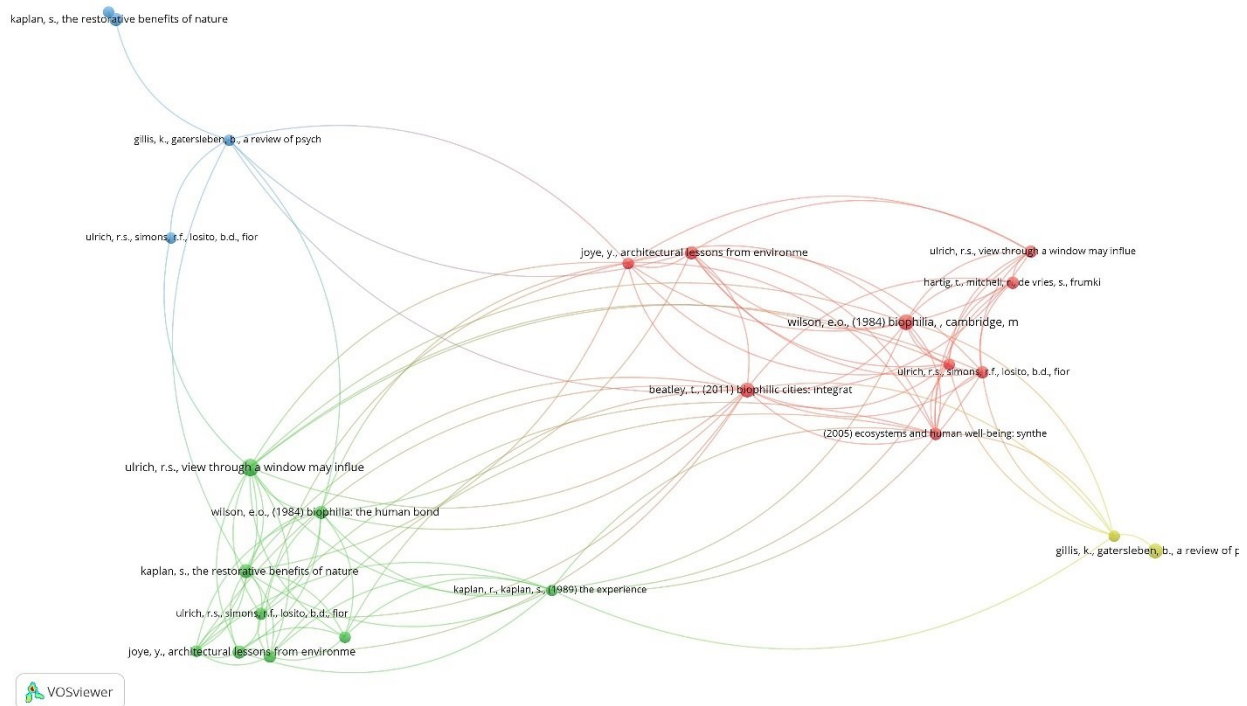 kaplan, s., the restorative benefits of nature
gillis, k., gatersleben, b., a review of psych
ulrich, r.s., simons, r.f., losito, b.d., fior
joye, y., architectural lessons from environme
ulrich, r.s., view through a window may influe
hartig, t., mitchell, r., de vries, s., frumki
wilson, e.o., (1984) biophilia, , cambridge, m
ulrich, r.s., simons, r.f., losito, b.d., fior
beatley, t., (2011) biophilic cities: integrat
(2005) ecosystems and human well-being: synthe
ulrich, r.s., view through a window may influe
wilson, e.o., (1984) biophilia: the human bond
gillis, k., gatersleben, b., a review of p
kaplan, s., the restorative benefits of nature
kaplan, r., kaplan, s., (1989) the experience
ulrich, r.s., simons, r.f., losito, b.d., fior
joye, y., architectural lessons from environme
VOSviewer